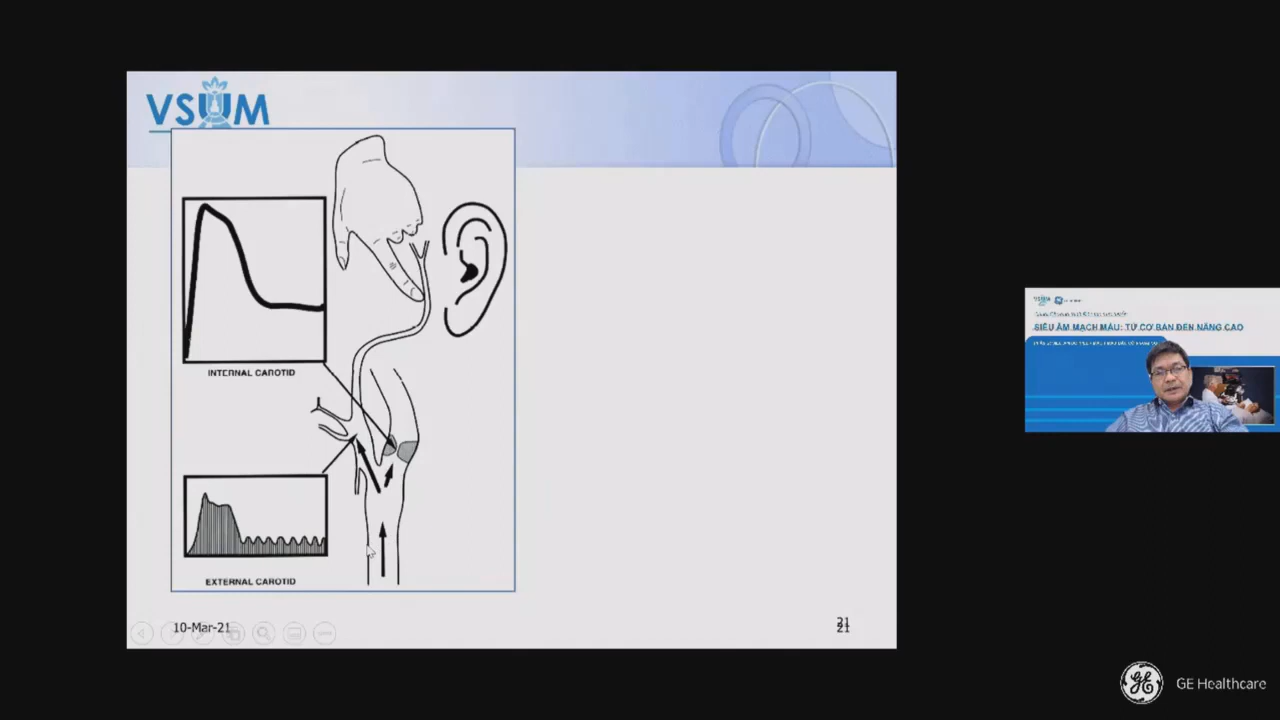 VSUM
INTERNAL CAROTID
EXTERNAL CAROTID
10-Mar-21
21
21
SIÊU ÂM MẠCH MÁU: TỪ CƠ BẢN ĐẾN NÂNG CAO
GE Healthcare